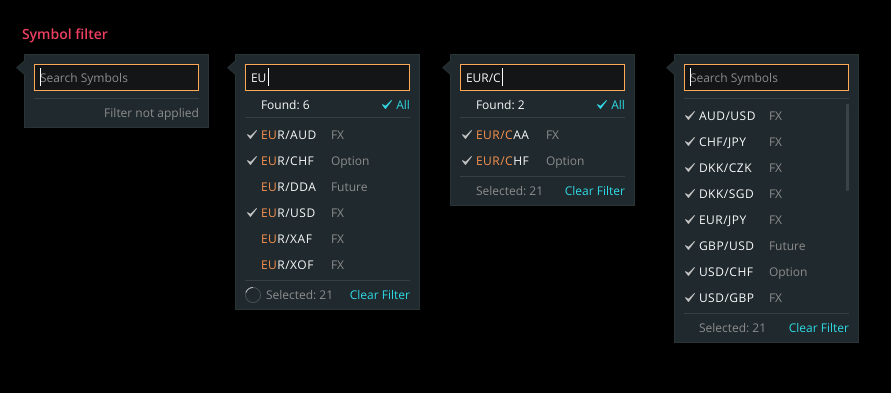 Symbol filter
Search Symbols
Filter not applied
EU
Found: 6 All
EUR/AUD FX
EUR/CHF Option
EUR/DDA Future
EUR/USD FX
EUR/XAF FX
EUR/XOF FX
Selected: 21 Clear Filter
EUR/C
Found: 2 All
EUR/CAA FX
EUR/CHF Option
Selected: 21 Clear Filter
Search Symbols
AUD/USD FX
CHF/JPY FX
DKK/CZK FX
DKK/SGD FX
EUR/JPY FX
GBP/USD Future
USD/CHF Option
USD/GBP FX
Selected: 21 Clear Filter